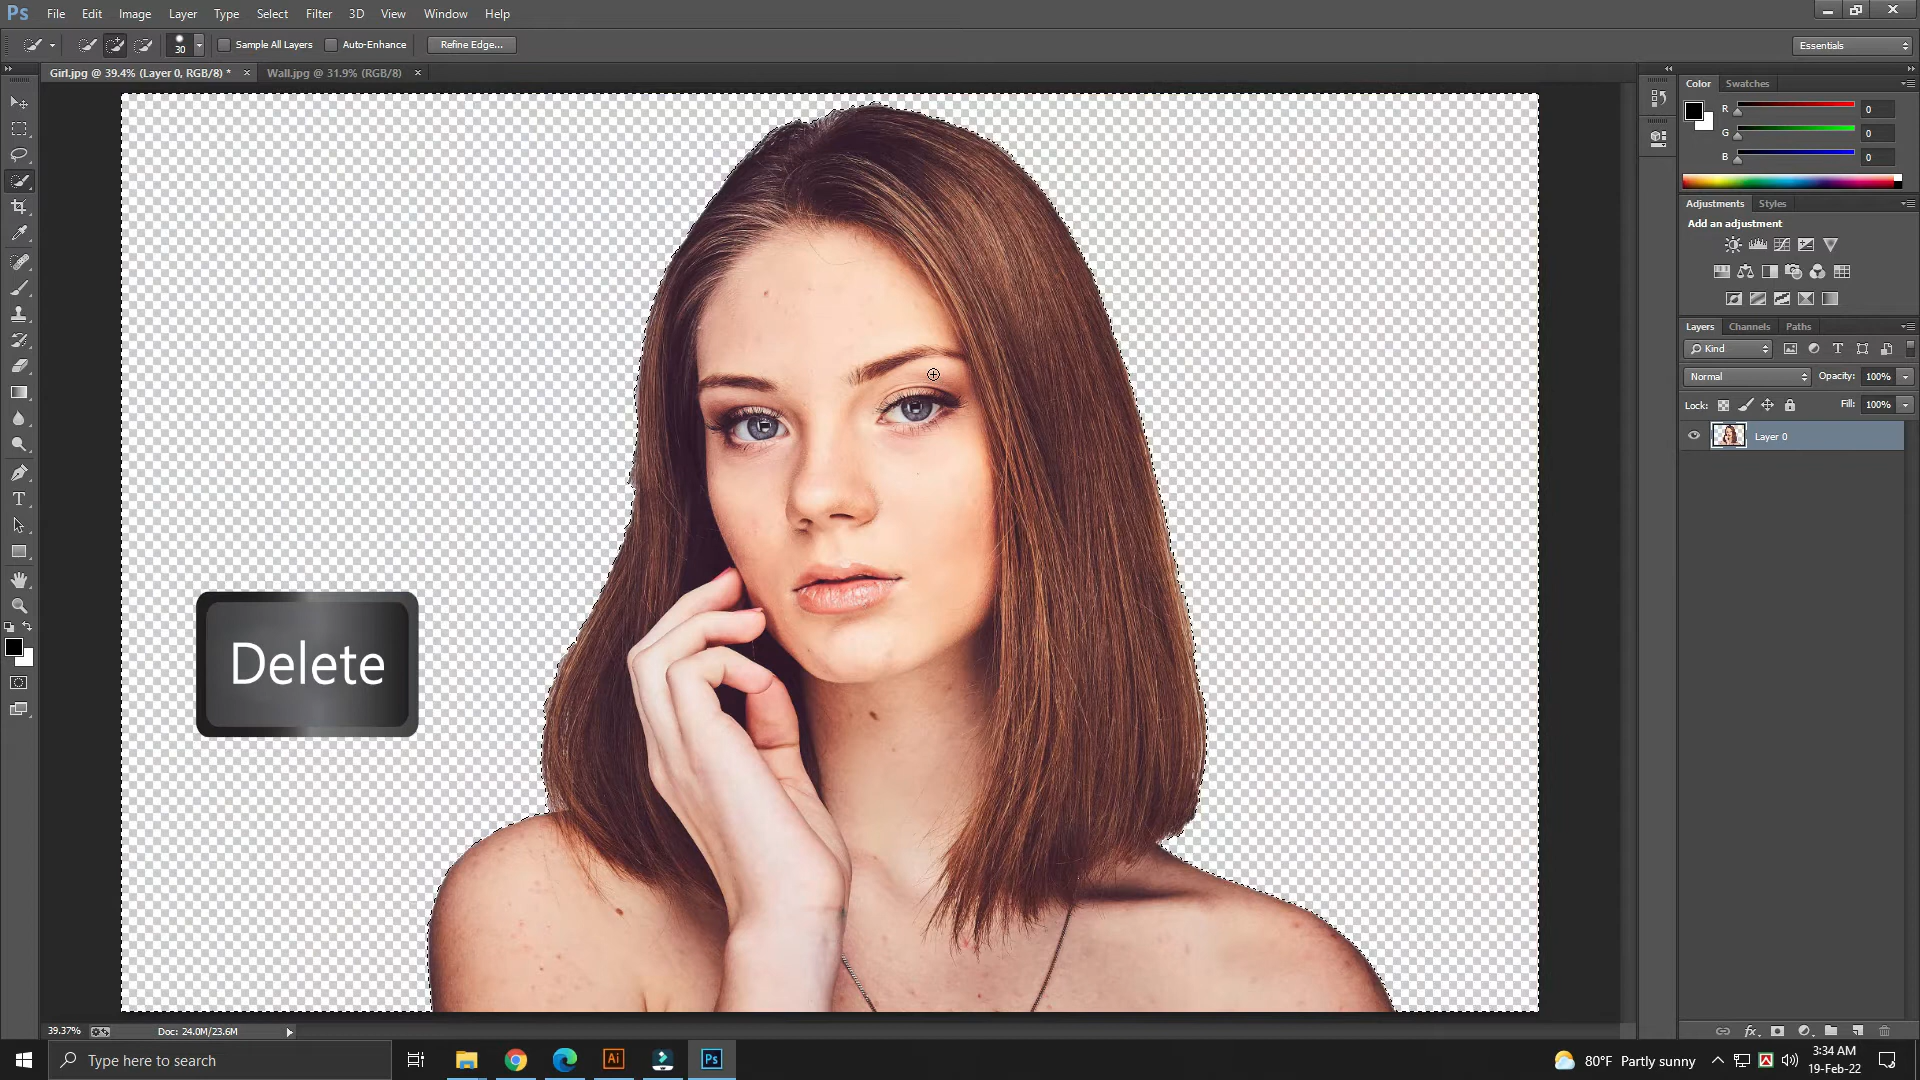 Ps File Edit Image Layer Type Select Filter 3D View Window Help
30 Sample All Layers Auto-Enhance Refine Edge... Essentials
Girl.jpg @ 39.4% (Layer 0, RGB/8) * × Wall.jpg @ 31.9% (RGB/8) ×
Color Swatches
R 0
G 0
B 0
Adjustments Styles
Add an adjustment
Layers Channels Paths
Kind
Normal Opacity: 100%
Lock: Fill: 100%
Layer 0
Delete
39.37% Doc: 24.0M/23.6M
Type here to search
Ai
Ps
80°F Partly sunny
3:34 AM
19-Feb-22